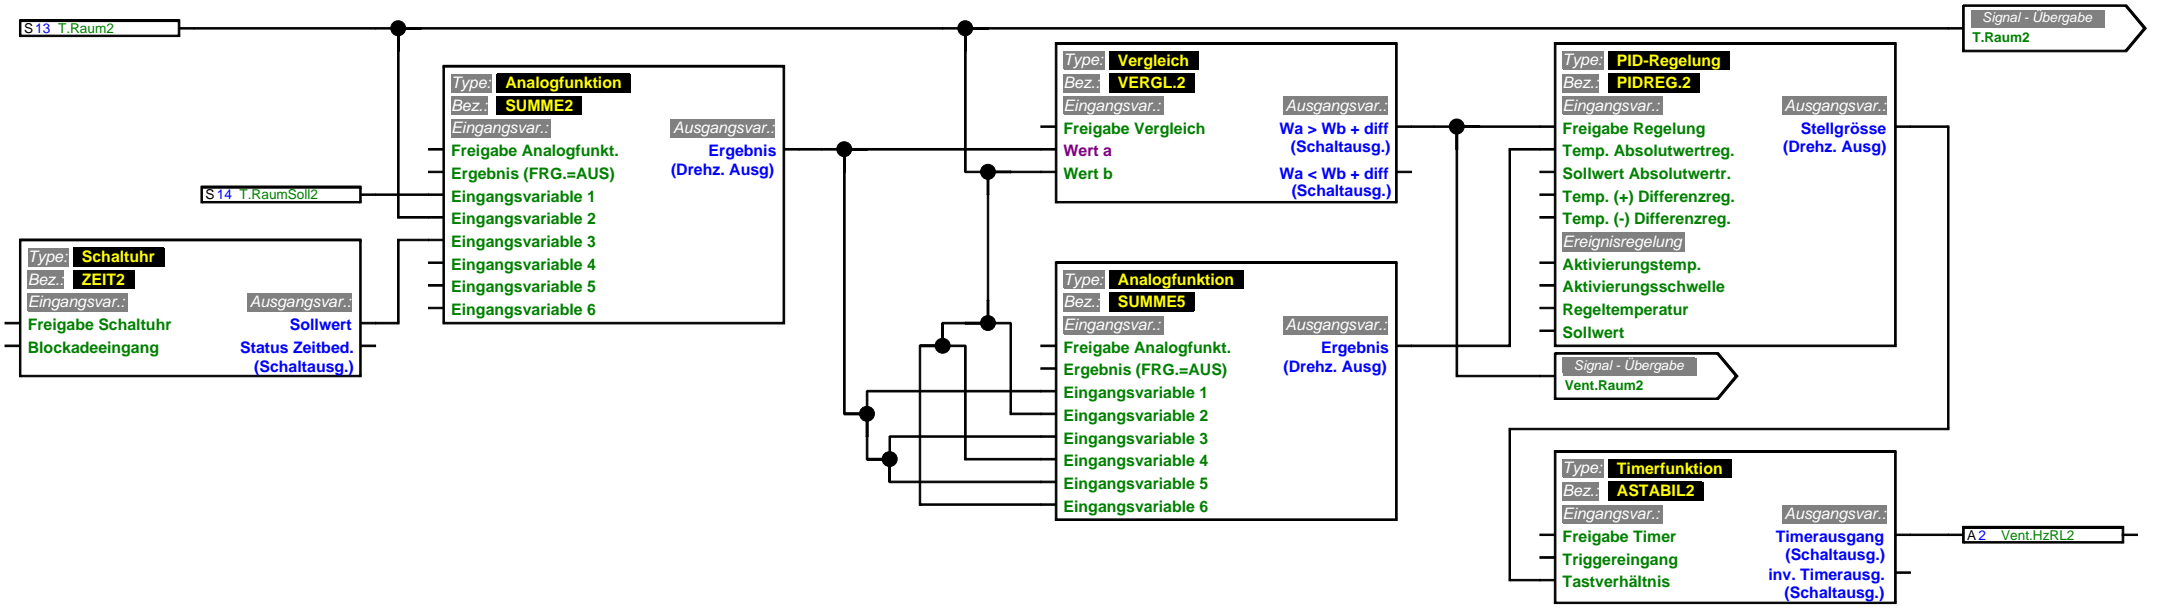 S13 T.Raum2
Signal - Übergabe
T.Raum2
Type: Analogfunktion
Bez.: SUMME2
Eingangsvar.: Ausgangsvar.:
Freigabe Analogfunkt. Ergebnis
Ergebnis (FRG.=AUS) (Drehz. Ausg)
Eingangsvariable 1
Eingangsvariable 2
Eingangsvariable 3
Eingangsvariable 4
Eingangsvariable 5
Eingangsvariable 6
S14 T.RaumSoll2
Type: Schaltuhr
Bez.: ZEIT2
Eingangsvar.: Ausgangsvar.:
Freigabe Schaltuhr Sollwert
Blockadeeingang Status Zeitbed.
(Schaltausg.)
Type: Vergleich
Bez.: VERGL.2
Eingangsvar.: Ausgangsvar.:
Freigabe Vergleich Wa > Wb + diff
(Schaltausg.)
Wert a
Wert b Wa < Wb + diff
(Schaltausg.)
Type: Analogfunktion
Bez.: SUMME5
Eingangsvar.: Ausgangsvar.:
Freigabe Analogfunkt. Ergebnis
Ergebnis (FRG.=AUS) (Drehz. Ausg)
Eingangsvariable 1
Eingangsvariable 2
Eingangsvariable 3
Eingangsvariable 4
Eingangsvariable 5
Eingangsvariable 6
Type: PID-Regelung
Bez.: PIDREG.2
Eingangsvar.: Ausgangsvar.:
Freigabe Regelung Stellgrösse
Temp. Absolutwertreg. (Drehz. Ausg)
Sollwert Absolutwertr.
Temp. (+) Differenzreg.
Temp. (-) Differenzreg.
Ereignisregelung
Aktivierungstemp.
Aktivierungsschwelle
Regeltemperatur
Sollwert
Signal - Übergabe
Vent.Raum2
Type: Timerfunktion
Bez.: ASTABIL2
Eingangsvar.: Ausgangsvar.:
Freigabe Timer Timerausgang
(Schaltausg.)
Triggereingang
Tastverhältnis inv. Timerausg.
(Schaltausg.)
A2 Vent.HzRL2